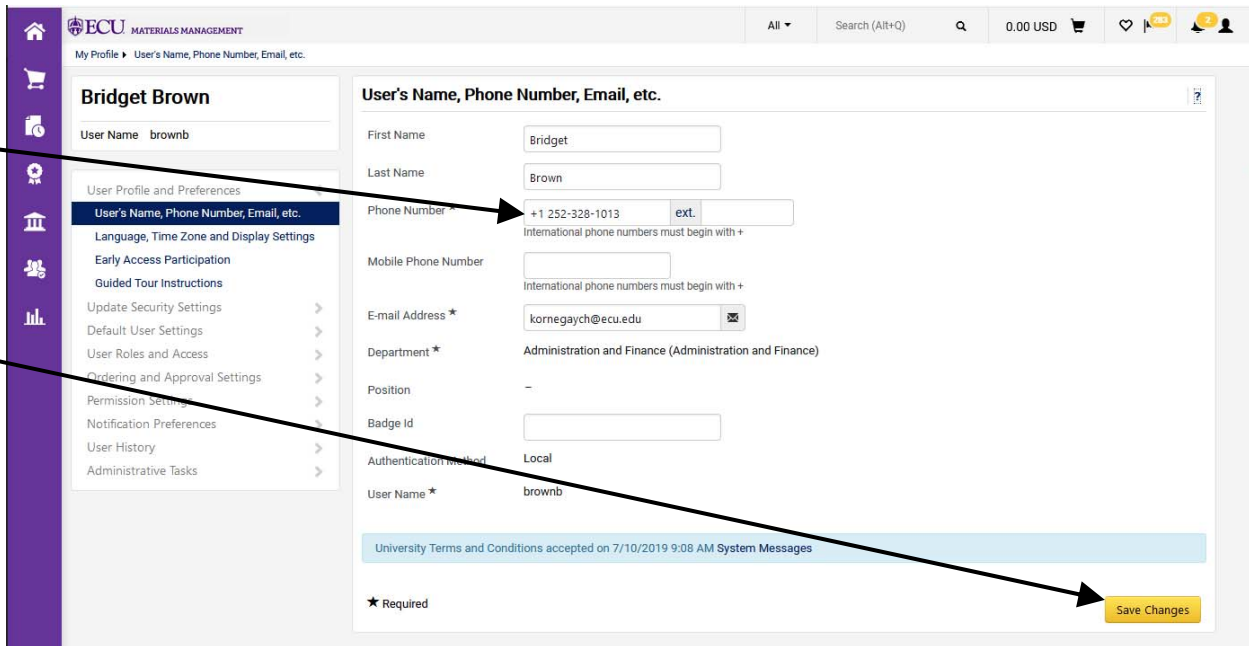 ECU MATERIALS MANAGEMENT
All
Search (Alt+Q)
0.00 USD
283
2
My Profile
User's Name, Phone Number, Email, etc.
Bridget Brown
User Name brownb
User Profile and Preferences
User's Name, Phone Number, Email, etc.
Language, Time Zone and Display Settings
Early Access Participation
Guided Tour Instructions
Update Security Settings
Default User Settings
User Roles and Access
Ordering and Approval Settings
Permission Settings
Notification Preferences
User History
Administrative Tasks
User's Name, Phone Number, Email, etc.
?
First Name Bridget
Last Name Brown
Phone Number ★ +1 252-328-1013 ext.
International phone numbers must begin with +
Mobile Phone Number
International phone numbers must begin with +
E-mail Address ★ kornegaych@ecu.edu
Department ★ Administration and Finance (Administration and Finance)
Position –
Badge Id
Authentication Method Local
User Name ★ brownb
University Terms and Conditions accepted on 7/10/2019 9:08 AM System Messages
★ Required
Save Changes